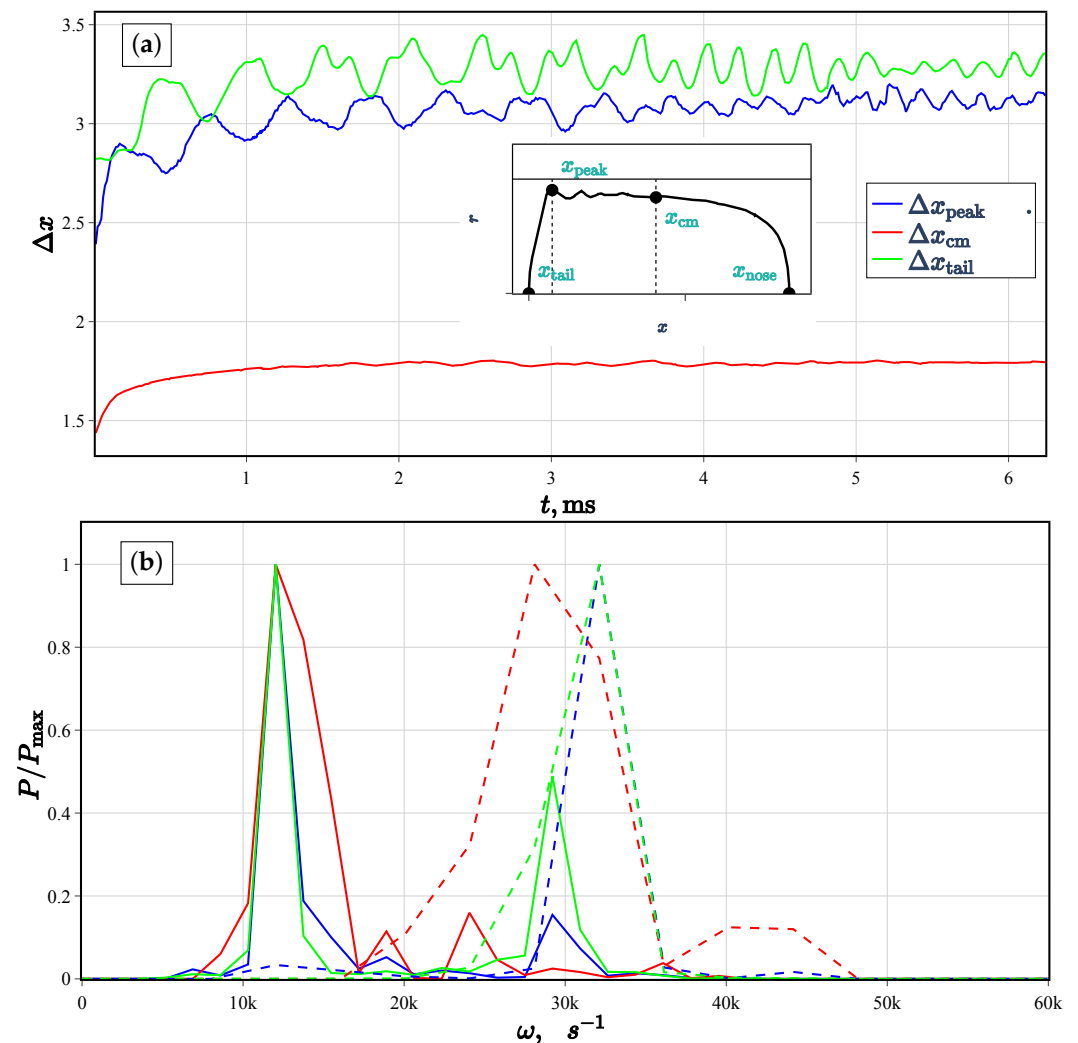 (a)
3.5
3
2.5
2
1.5
Δx
x_peak
x_cm
x_tail
x_nose
r
x
Δx_peak
Δx_cm
Δx_tail
1 2 3 4 5 6
t, ms
(b)
1
0.8
0.6
0.4
0.2
0
P/P_max
0 10k 20k 30k 40k 50k 60k
ω, s⁻¹